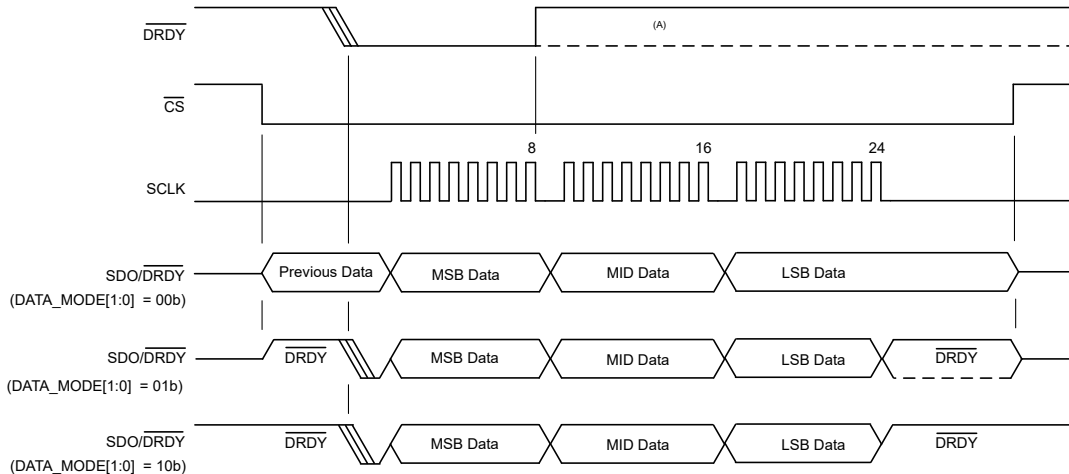 DRDY
(A)
CS
8
16
24
SCLK
SDO/DRDY
Previous Data
MSB Data
MID Data
LSB Data
(DATA_MODE[1:0] = 00b)
SDO/DRDY
DRDY
MSB Data
MID Data
LSB Data
DRDY
(DATA_MODE[1:0] = 01b)
SDO/DRDY
DRDY
MSB Data
MID Data
LSB Data
DRDY
(DATA_MODE[1:0] = 10b)